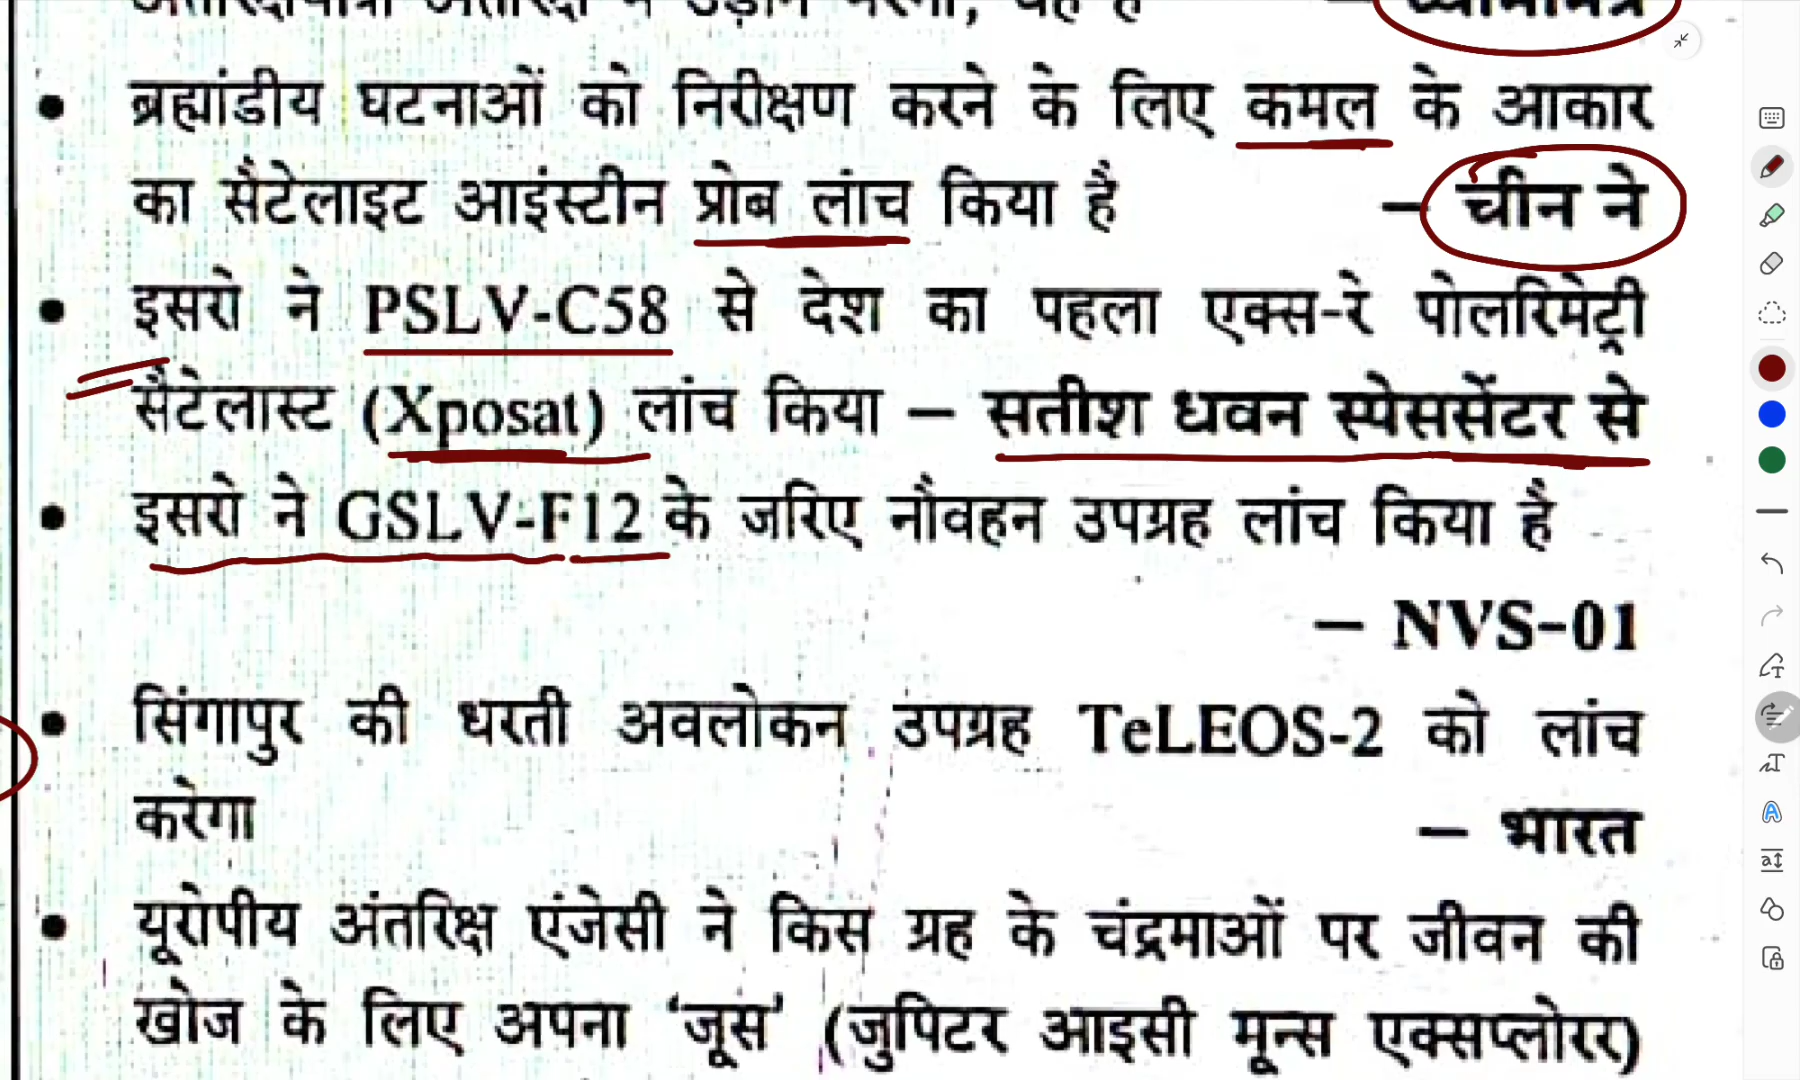 • ब्रह्मांडीय घटनाओं को निरीक्षण करने के लिए कमल के आकार
का सैटेलाइट आइंस्टीन प्रोब लांच किया है – चीन ने
• इसरो ने PSLV-C58 से देश का पहला एक्स-रे पोलरिमेट्री
सैटेलास्ट (Xposat) लांच किया – सतीश धवन स्पेससेंटर से
• इसरो ने GSLV-F12 के जरिए नौवहन उपग्रह लांच किया है
– NVS-01
• सिंगापुर की धरती अवलोकन उपग्रह TeLEOS-2 को लांच
करेगा – भारत
• यूरोपीय अंतरिक्ष एंजेसी ने किस ग्रह के चंद्रमाओं पर जीवन की
खोज के लिए अपना ‘जूस’ (जुपिटर आइसी मून्स एक्सप्लोरर)